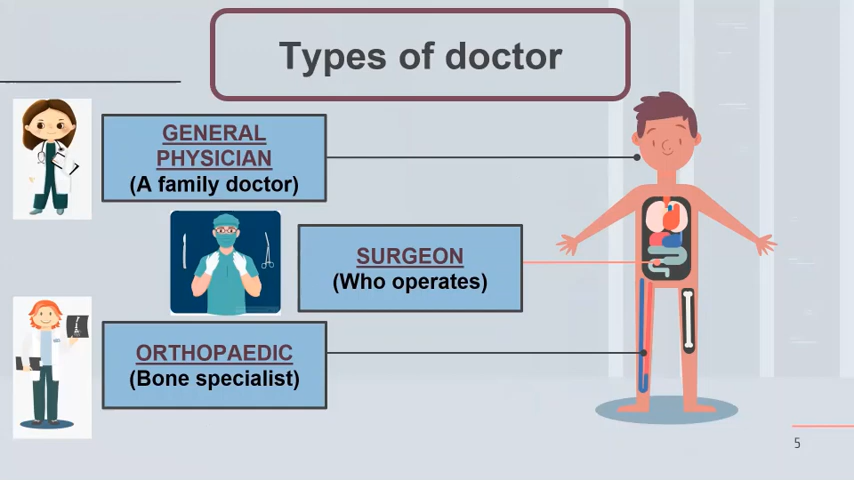 Types of doctor
GENERAL
PHYSICIAN
(A family doctor)
SURGEON
(Who operates)
ORTHOPAEDIC
(Bone specialist)
5